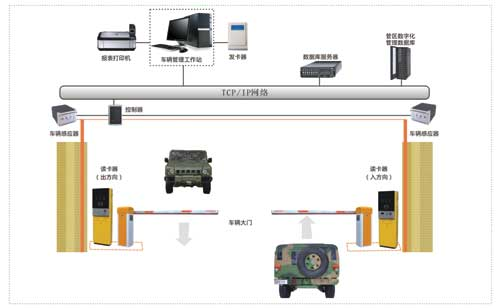 报表打印机
车辆管理工作站
发卡器
数据库服务器
营区数字化
管理数据库
TCP/IP网络
控制器
车辆感应器
车辆感应器
读卡器
(出方向)
读卡器
(入方向)
车辆大门